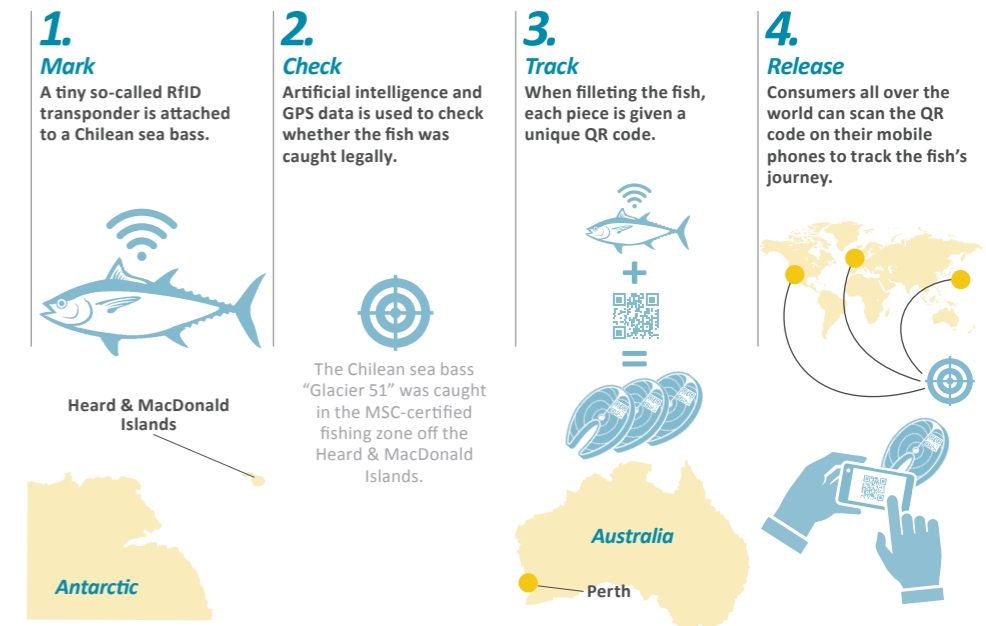 1.
Mark
A tiny so-called RfID
transponder is attached
to a Chilean sea bass.
Heard & MacDonald
Islands
Antarctic
2.
Check
Artificial intelligence and
GPS data is used to check
whether the fish was
caught legally.
The Chilean sea bass
“Glacier 51” was caught
in the MSC-certified
fishing zone off the
Heard & MacDonald
Islands.
3.
Track
When filleting the fish,
each piece is given a
unique QR code.
Australia
Perth
4.
Release
Consumers all over the
world can scan the QR
code on their mobile
phones to track the fish’s
journey.